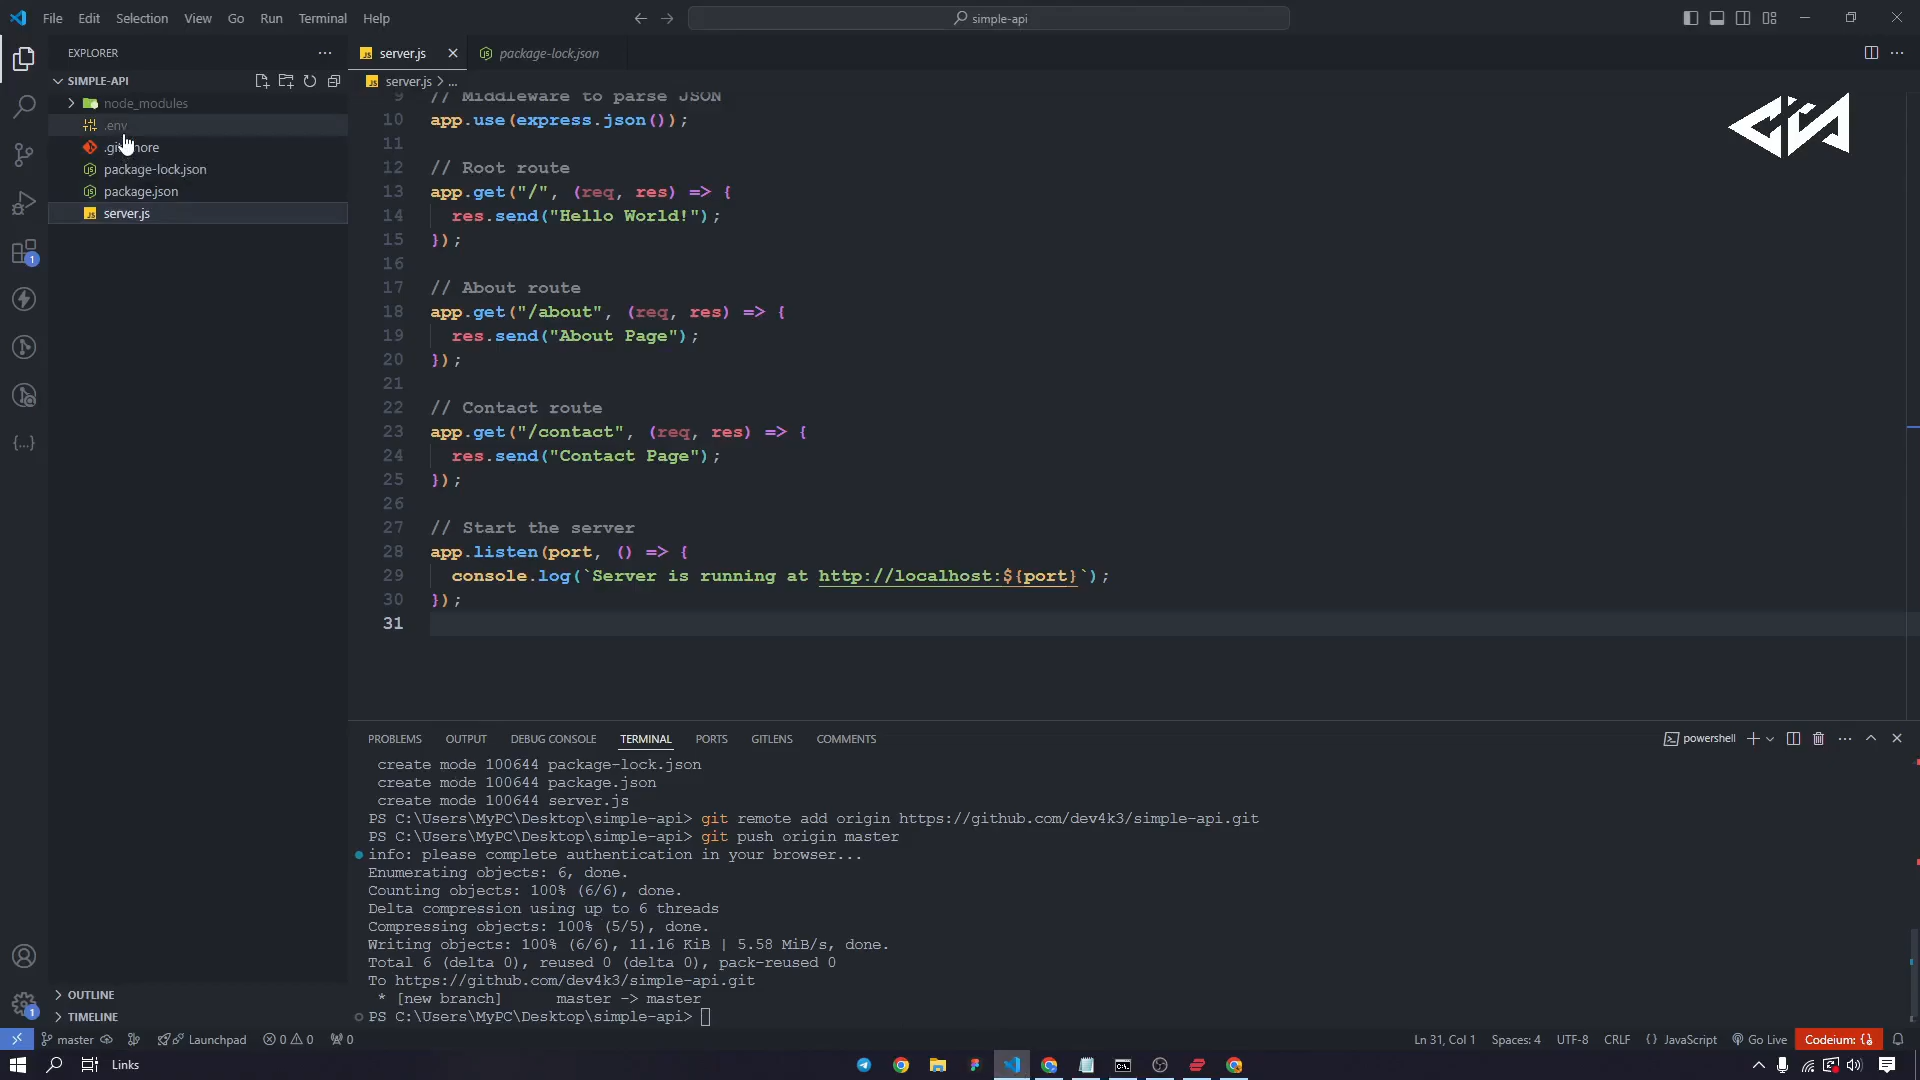 File Edit Selection View Go Run Terminal Help
simple-api
EXPLORER
SIMPLE-API
node_modules
.env
package-lock.json
package.json
server.js
OUTLINE
TIMELINE
server.js
package-lock.json
server.js > ...
9 // Middleware to parse JSON
10 app.use(express.json());
11
12 // Root route
13 app.get("/", (req, res) => {
14 res.send("Hello World!");
15 });
16
17 // About route
18 app.get("/about", (req, res) => {
19 res.send("About Page");
20 });
21
22 // Contact route
23 app.get("/contact", (req, res) => {
24 res.send("Contact Page");
25 });
26
27 // Start the server
28 app.listen(port, () => {
29 console.log(`Server is running at http://localhost:${port}`);
30 });
31
PROBLEMS OUTPUT DEBUG CONSOLE TERMINAL PORTS GITLENS COMMENTS
powershell
create mode 100644 package-lock.json
create mode 100644 package.json
create mode 100644 server.js
PS C:\Users\MyPC\Desktop\simple-api> git remote add origin https://github.com/dev4k3/simple-api.git
PS C:\Users\MyPC\Desktop\simple-api> git push origin master
info: please complete authentication in your browser...
Enumerating objects: 6, done.
Counting objects: 100% (6/6), done.
Delta compression using up to 6 threads
Compressing objects: 100% (5/5), done.
Writing objects: 100% (6/6), 11.16 KiB | 5.58 MiB/s, done.
Total 6 (delta 0), reused 0 (delta 0), pack-reused 0
To https://github.com/dev4k3/simple-api.git
* [new branch] master -> master
PS C:\Users\MyPC\Desktop\simple-api>
master Launchpad 0 0 0 Ln 31, Col 1 Spaces: 4 UTF-8 CRLF {} JavaScript Go Live Codeium: {}
Links